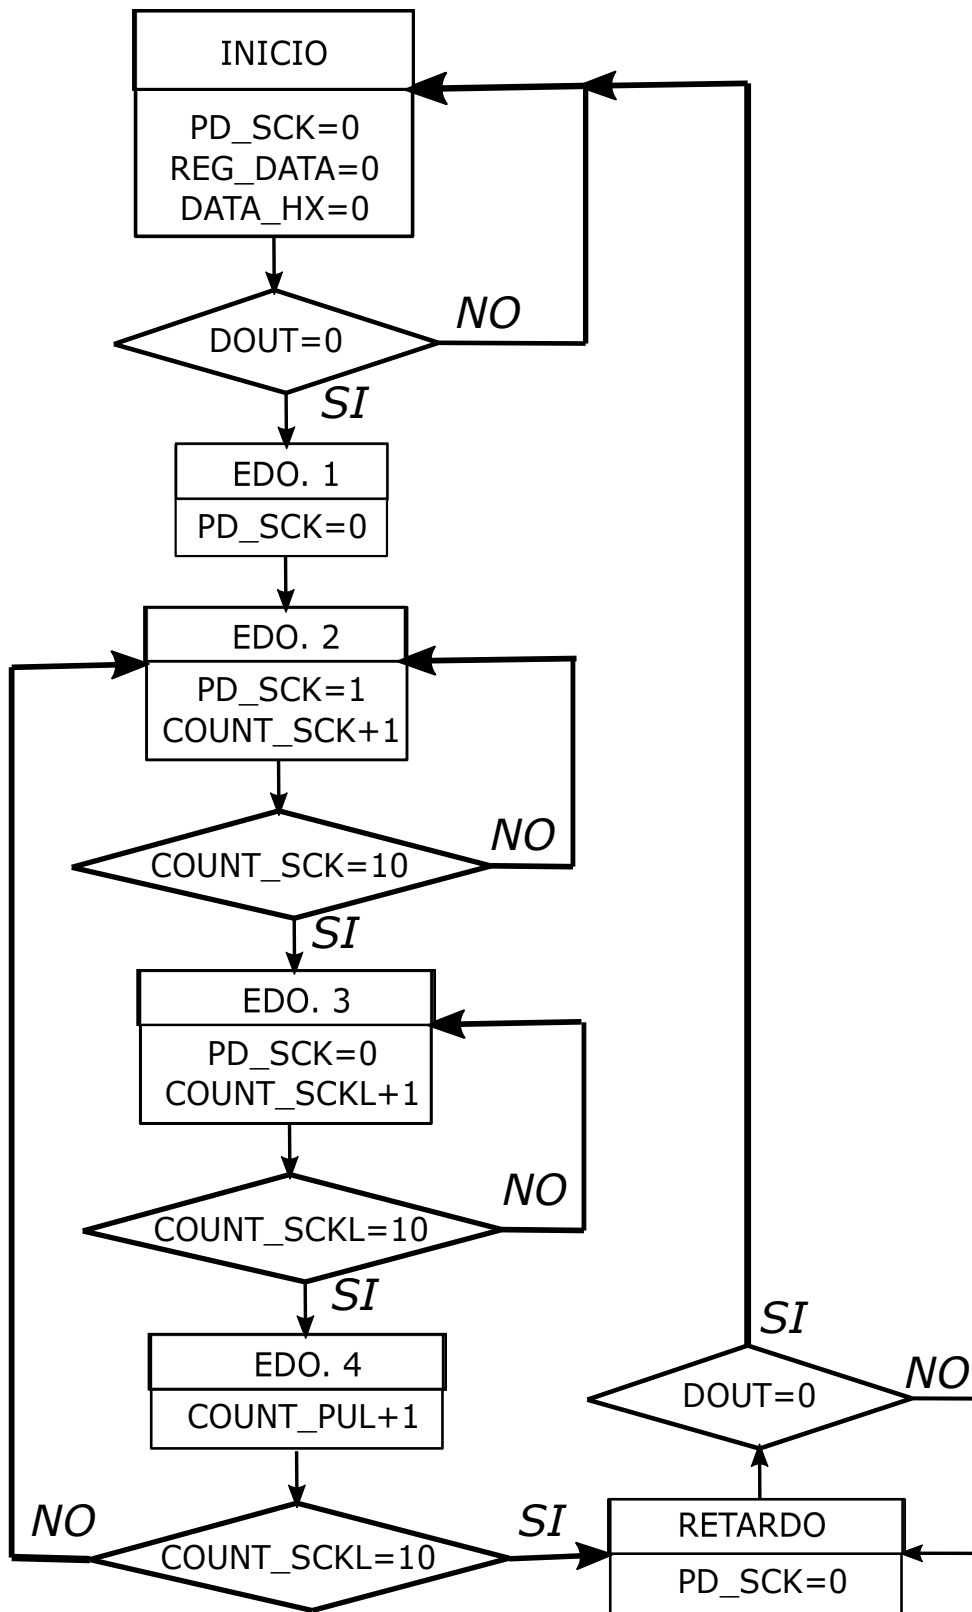 INICIO
PD_SCK=0
REG_DATA=0
DATA_HX=0
DOUT=0
NO
SI
EDO. 1
PD_SCK=0
EDO. 2
PD_SCK=1
COUNT_SCK+1
COUNT_SCK=10
NO
SI
EDO. 3
PD_SCK=0
COUNT_SCKL+1
COUNT_SCKL=10
NO
SI
EDO. 4
COUNT_PUL+1
COUNT_SCKL=10
NO
SI
RETARDO
PD_SCK=0
DOUT=0
SI
NO